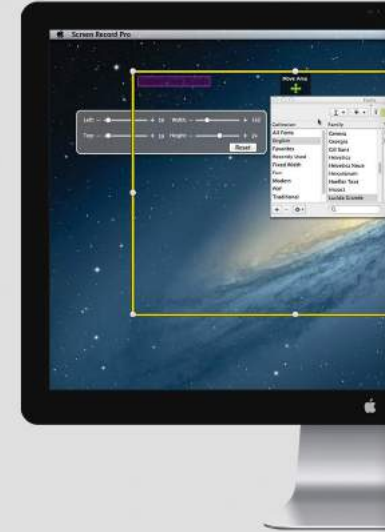 Screen Record Pro
Move Area
Fonts
Left:
Width:
Top:
Height:
Reset
Collection
Family
All Fonts
English
Favorites
Recently Used
Fixed Width
Fun
Modern
PDF
Traditional
Geneva
Georgia
Gill Sans
Helvetica
Helvetica Neue
Herculanum
Hoefler Text
Impact
Lucida Grande